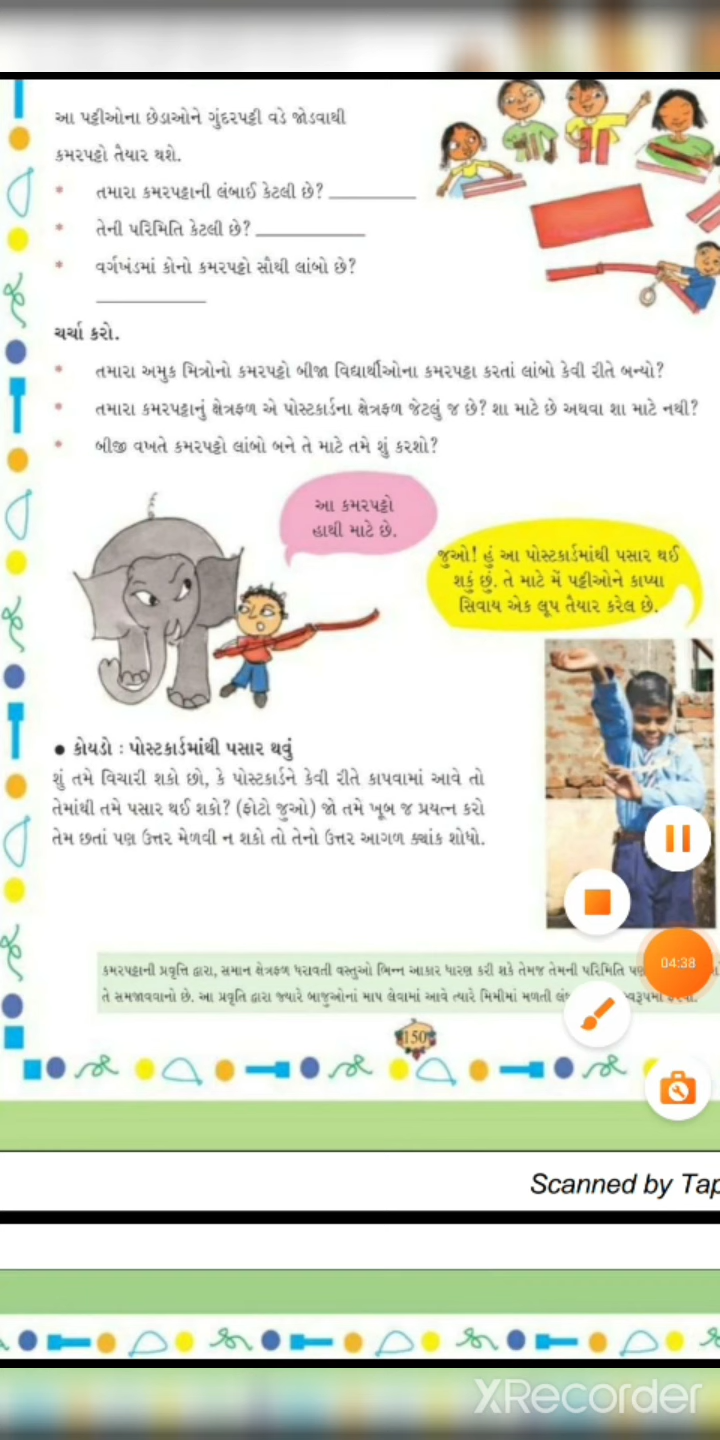 આ પટ્ટીઓના છેડાઓને ગુંદરપટ્ટી વડે જોડવાથી
કમરપટ્ટો તૈયાર થશે.
* તમારા કમરપટ્ટાની લંબાઈ કેટલી છે? ____________
* તેની પરિમિતિ કેટલી છે? ____________
* વર્ગખંડમાં કોનો કમરપટ્ટો સૌથી લાંબો છે?
____________
ચર્ચા કરો.
* તમારા અમુક મિત્રોનો કમરપટ્ટો બીજા વિદ્યાર્થીઓના કમરપટ્ટા કરતાં લાંબો કેવી રીતે બન્યો?
* તમારા કમરપટ્ટાનું ક્ષેત્રફળ એ પોસ્ટકાર્ડના ક્ષેત્રફળ જેટલું જ છે? શા માટે છે અથવા શા માટે નથી?
* બીજી વખતે કમરપટ્ટો લાંબો બને તે માટે તમે શું કરશો?
આ કમરપટ્ટો
હાથી માટે છે.
જુઓ! હું આ પોસ્ટકાર્ડમાંથી પસાર થઈ
શકું છું. તે માટે મેં પટ્ટીઓને કાપ્યા
સિવાય એક લૂપ તૈયાર કરેલ છે.
● કોયડો : પોસ્ટકાર્ડમાંથી પસાર થવું
શું તમે વિચારી શકો છો, કે પોસ્ટકાર્ડને કેવી રીતે કાપવામાં આવે તો
તેમાંથી તમે પસાર થઈ શકો? (ફોટો જુઓ) જો તમે ખૂબ જ પ્રયત્ન કરો
તેમ છતાં પણ ઉત્તર મેળવી ન શકો તો તેનો ઉત્તર આગળ ક્યાંક શોધો.
04:38
કમરપટ્ટાની પ્રવૃત્તિ દ્વારા, સમાન ક્ષેત્રફળ ધરાવતી વસ્તુઓ ભિન્ન આકાર ધારણ કરી શકે તેમજ તેમની પરિમિતિ પણ
તે સમજાવવાનો છે. આ પ્રવૃતિ દ્વારા જ્યારે બાજુઓનાં માપ લેવામાં આવે ત્યારે મિમીમાં મળતી
150
Scanned by Tap
XRecorder